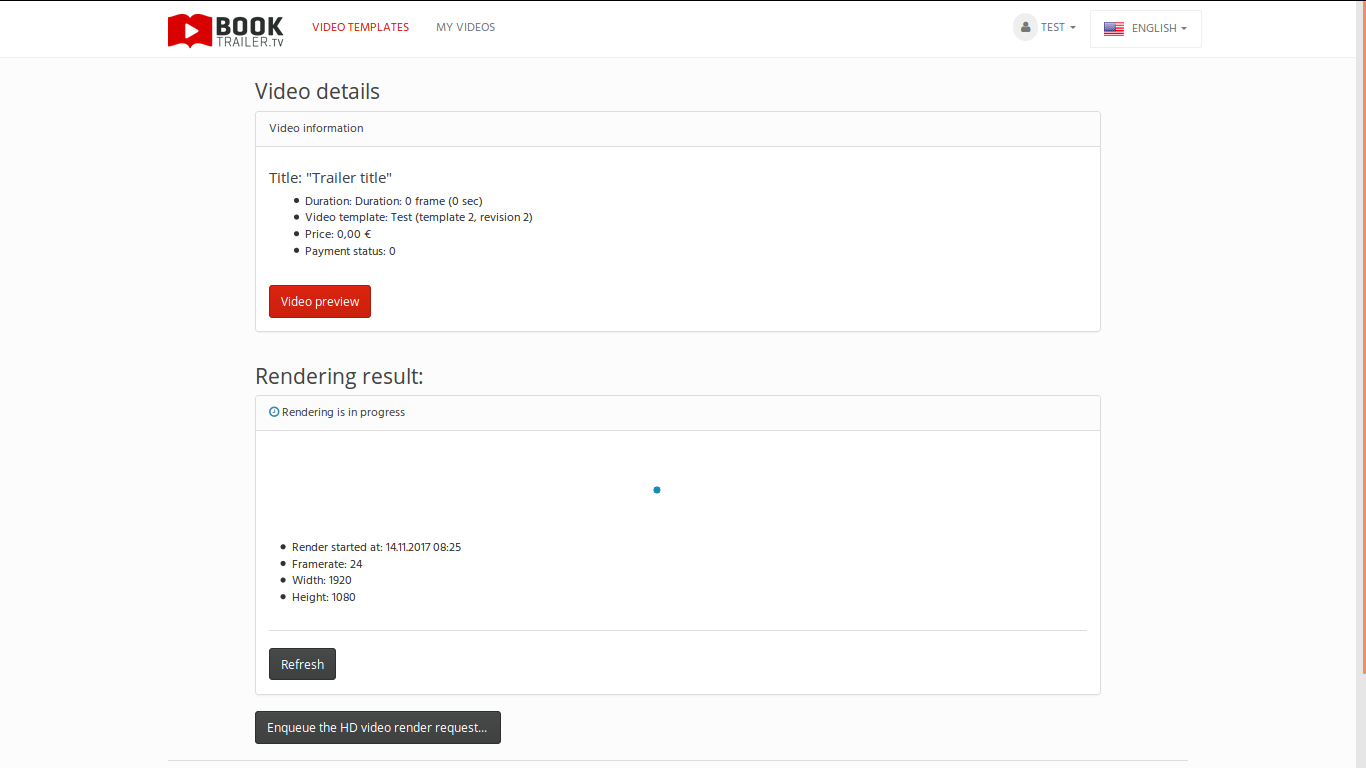 BOOK
TRAILER.TV
VIDEO TEMPLATES
MY VIDEOS
TEST
ENGLISH
Video details
Video information
Title: "Trailer title"
Duration: Duration: 0 frame (0 sec)
Video template: Test (template 2, revision 2)
Price: 0,00 €
Payment status: 0
Video preview
Rendering result:
Rendering is in progress
Render started at: 14.11.2017 08:25
Framerate: 24
Width: 1920
Height: 1080
Refresh
Enqueue the HD video render request...